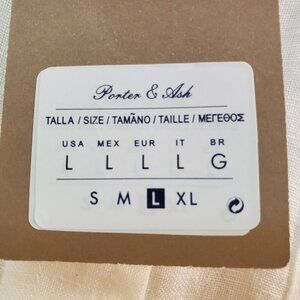 Porter & Ash
TALLA / SIZE / TAMAÑO / TAILLE / ΜΕΓΕΘΟΣ
USA MEX EUR IT BR
L L L L G
S M L XL